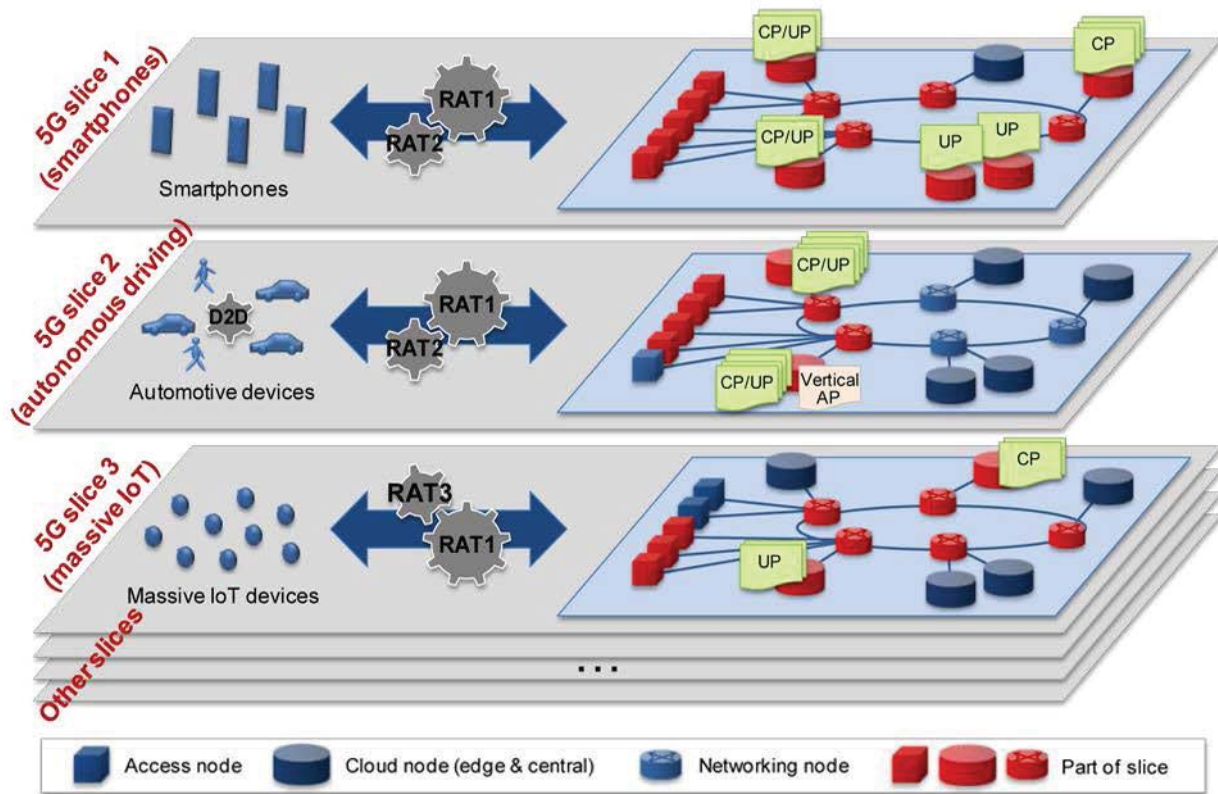 5G slice 1
(smartphones)
Smartphones
RAT1
RAT2
CP/UP
CP
CP/UP
UP
UP
5G slice 2
(autonomous driving)
D2D
Automotive devices
RAT1
RAT2
CP/UP
CP/UP
Vertical
AP
5G slice 3
(massive IoT)
Massive IoT devices
RAT3
RAT1
CP
UP
Other slices
...
Access node
Cloud node (edge & central)
Networking node
Part of slice